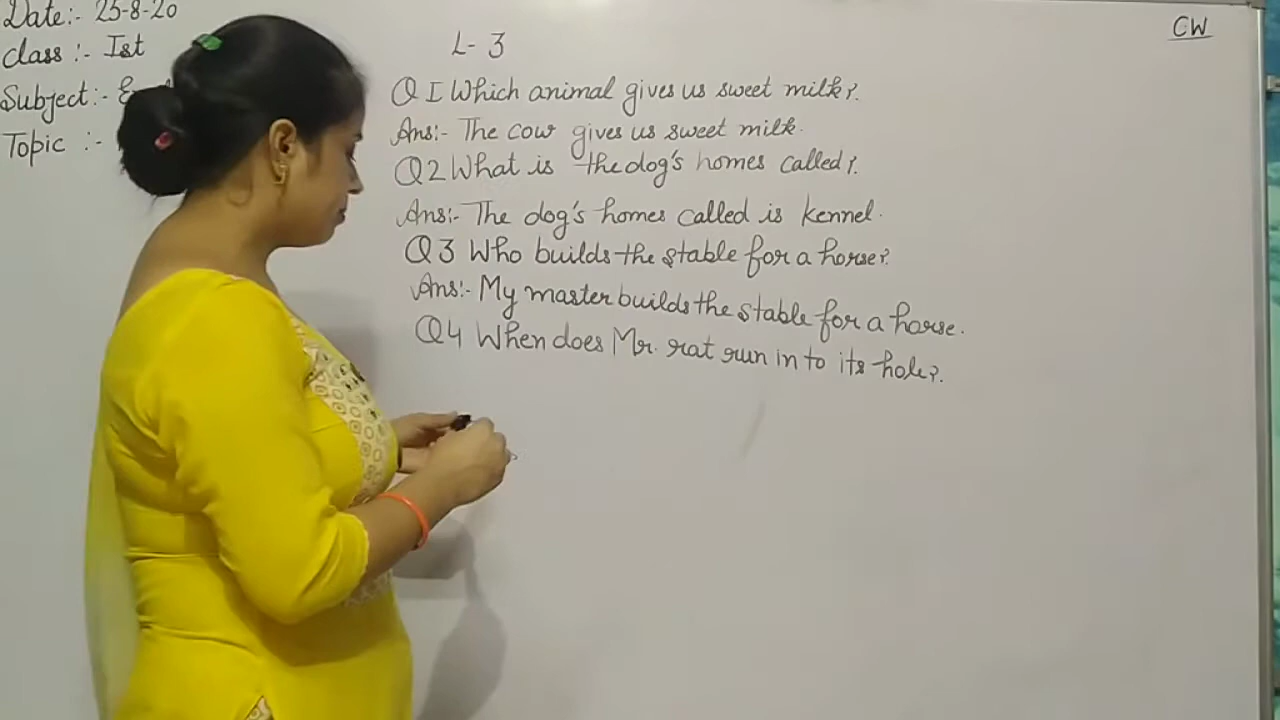 Date:- 25-8-20
Class :- Ist
Subject:-
Topic :-
CW
L- 3
Q I Which animal gives us sweet milk?.
Ans:- The cow gives us sweet milk.
Q2 What is the dog's homes called?.
Ans:- The dog's homes called is kennel.
Q3 Who builds the stable for a horse?.
Ans:- My master builds the stable for a horse.
Q4 When does Mr. rat run in to its hole?.